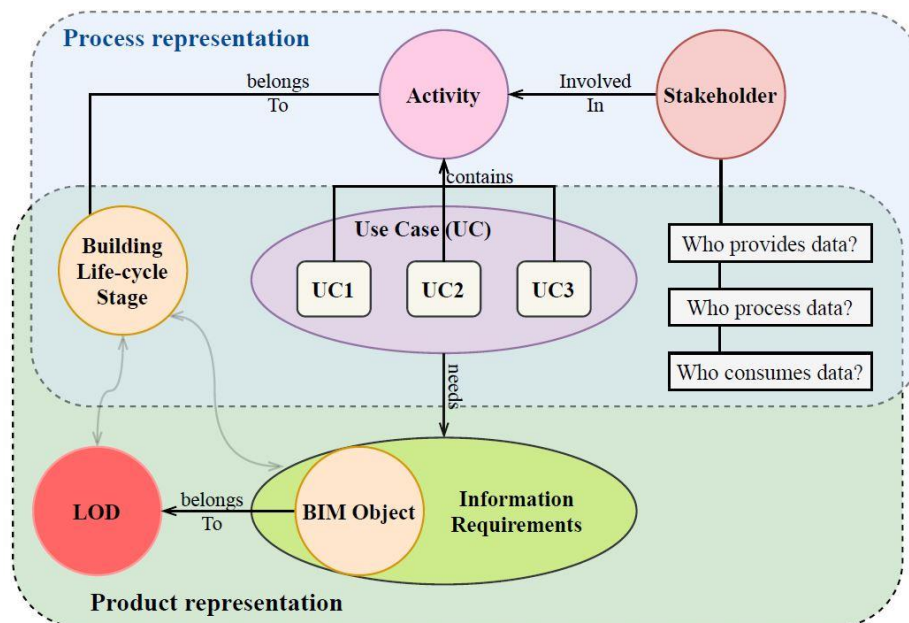 Process representation
belongs
To
Activity
Involved
In
Stakeholder
contains
Use Case (UC)
UC1
UC2
UC3
Building
Life-cycle
Stage
Who provides data?
Who process data?
Who consumes data?
needs
LOD
belongs
To
BIM Object
Information
Requirements
Product representation